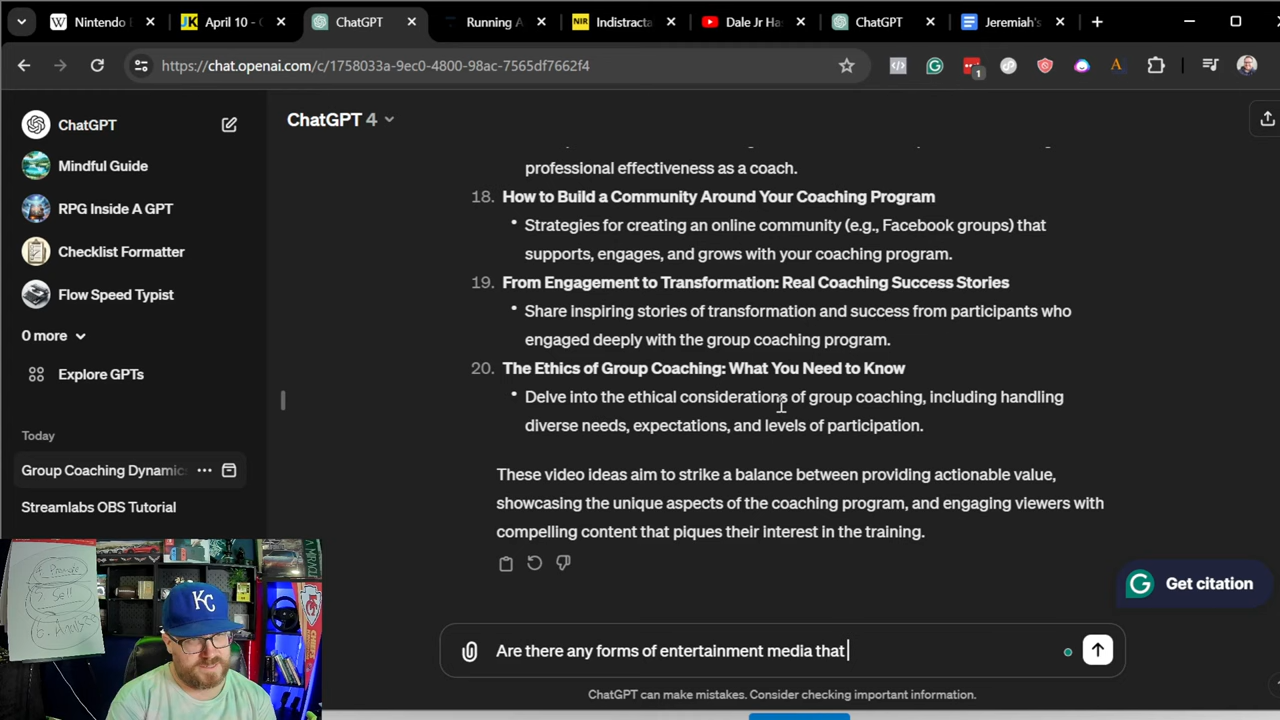 Nintendo E
April 10 -
ChatGPT
Running A
NIR
Indistracta
Dale Jr Ha
ChatGPT
Jeremiah's
https://chat.openai.com/c/1758033a-9ec0-4800-98ac-7565df7662f4
1
ChatGPT
Mindful Guide
RPG Inside A GPT
Checklist Formatter
Flow Speed Typist
0 more
Explore GPTs
Today
Group Coaching Dynamics
Streamlabs OBS Tutorial
ChatGPT 4
professional effectiveness as a coach.
18. How to Build a Community Around Your Coaching Program
• Strategies for creating an online community (e.g., Facebook groups) that
supports, engages, and grows with your coaching program.
19. From Engagement to Transformation: Real Coaching Success Stories
• Share inspiring stories of transformation and success from participants who
engaged deeply with the group coaching program.
20. The Ethics of Group Coaching: What You Need to Know
• Delve into the ethical considerations of group coaching, including handling
diverse needs, expectations, and levels of participation.
These video ideas aim to strike a balance between providing actionable value,
showcasing the unique aspects of the coaching program, and engaging viewers with
compelling content that piques their interest in the training.
Get citation
Are there any forms of entertainment media that
ChatGPT can make mistakes. Consider checking important information.
Sell
KC